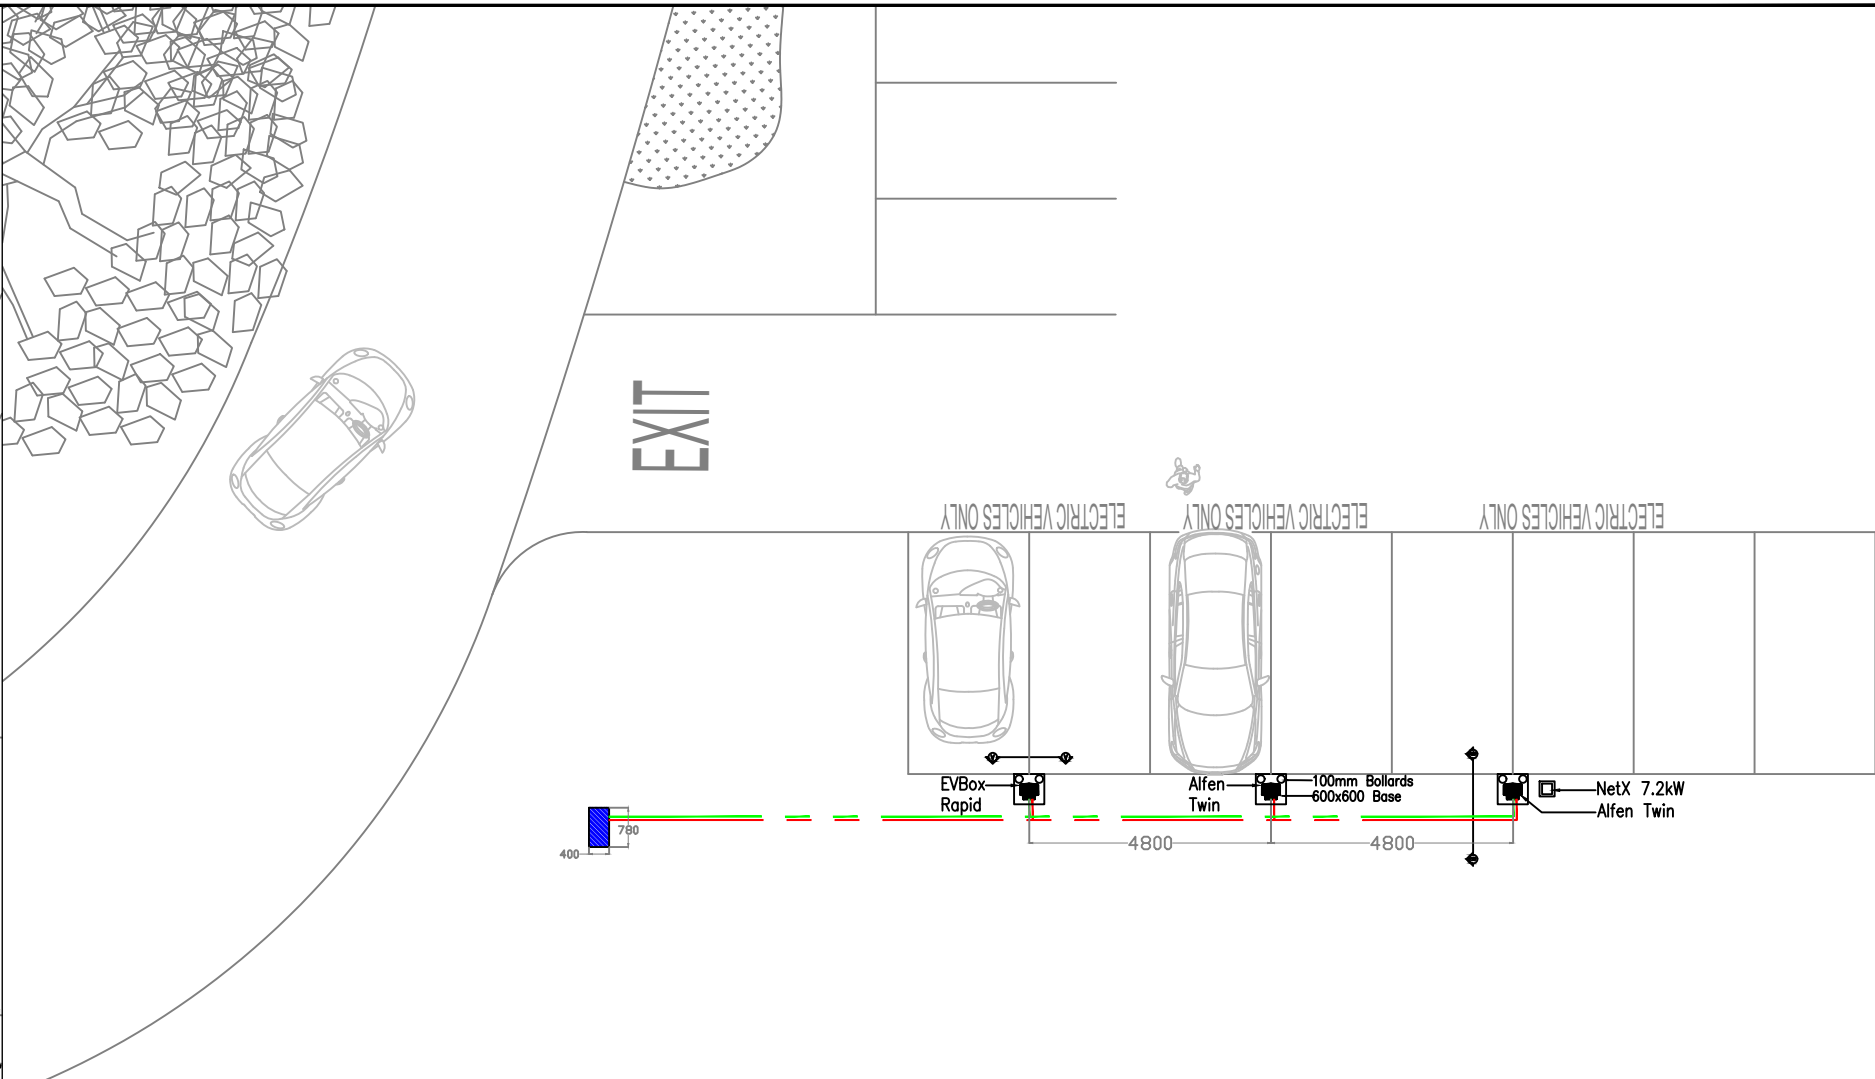 EXIT
ELECTRIC VEHICLES ONLY
ELECTRIC VEHICLES ONLY
ELECTRIC VEHICLES ONLY
EVBox
Rapid
Alfen
Twin
100mm Bollards
600x600 Base
NetX 7.2kW
Alfen Twin
780
400
4800
4800